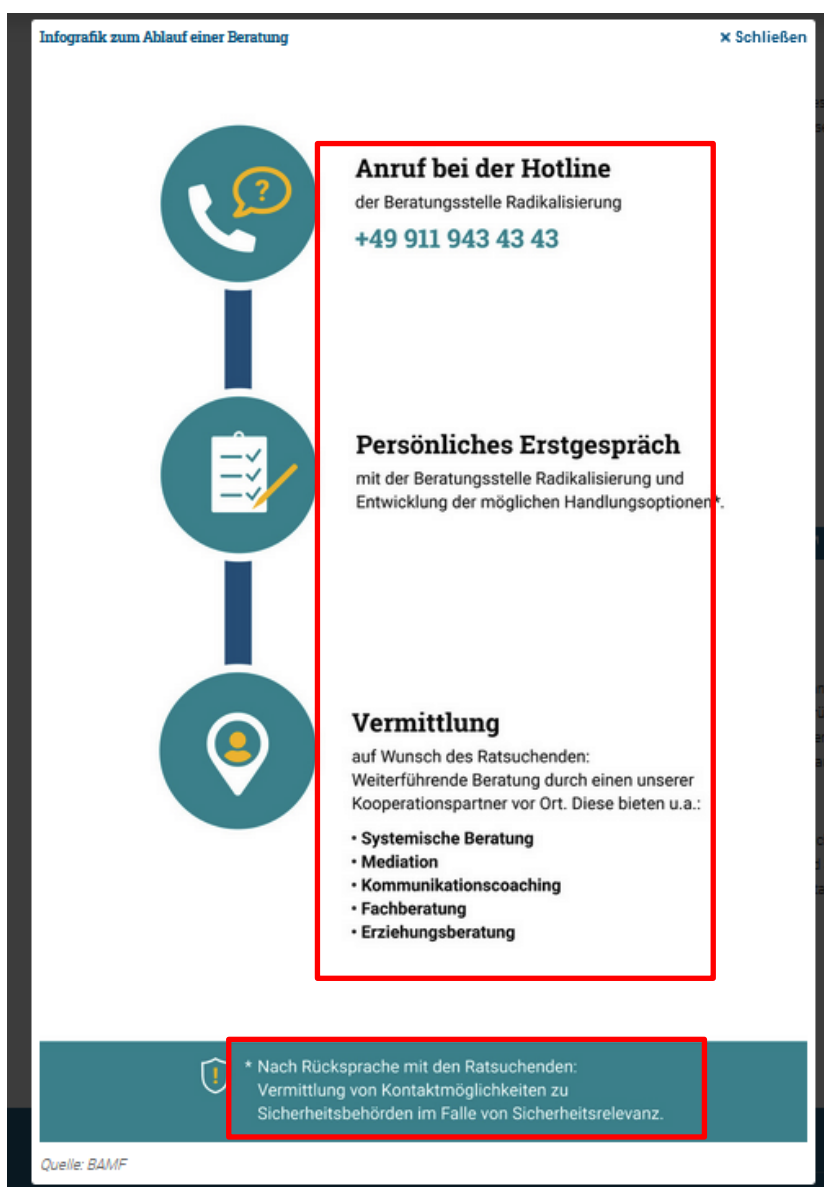 Infografik zum Ablauf einer Beratung
× Schließen
?
Anruf bei der Hotline
der Beratungsstelle Radikalisierung
+49 911 943 43 43
Persönliches Erstgespräch
mit der Beratungsstelle Radikalisierung und
Entwicklung der möglichen Handlungsoptionen*.
Vermittlung
auf Wunsch des Ratsuchenden:
Weiterführende Beratung durch einen unserer
Kooperationspartner vor Ort. Diese bieten u.a.:
• Systemische Beratung
• Mediation
• Kommunikationscoaching
• Fachberatung
• Erziehungsberatung
!
* Nach Rücksprache mit den Ratsuchenden:
Vermittlung von Kontaktmöglichkeiten zu
Sicherheitsbehörden im Falle von Sicherheitsrelevanz.
Quelle: BAMF